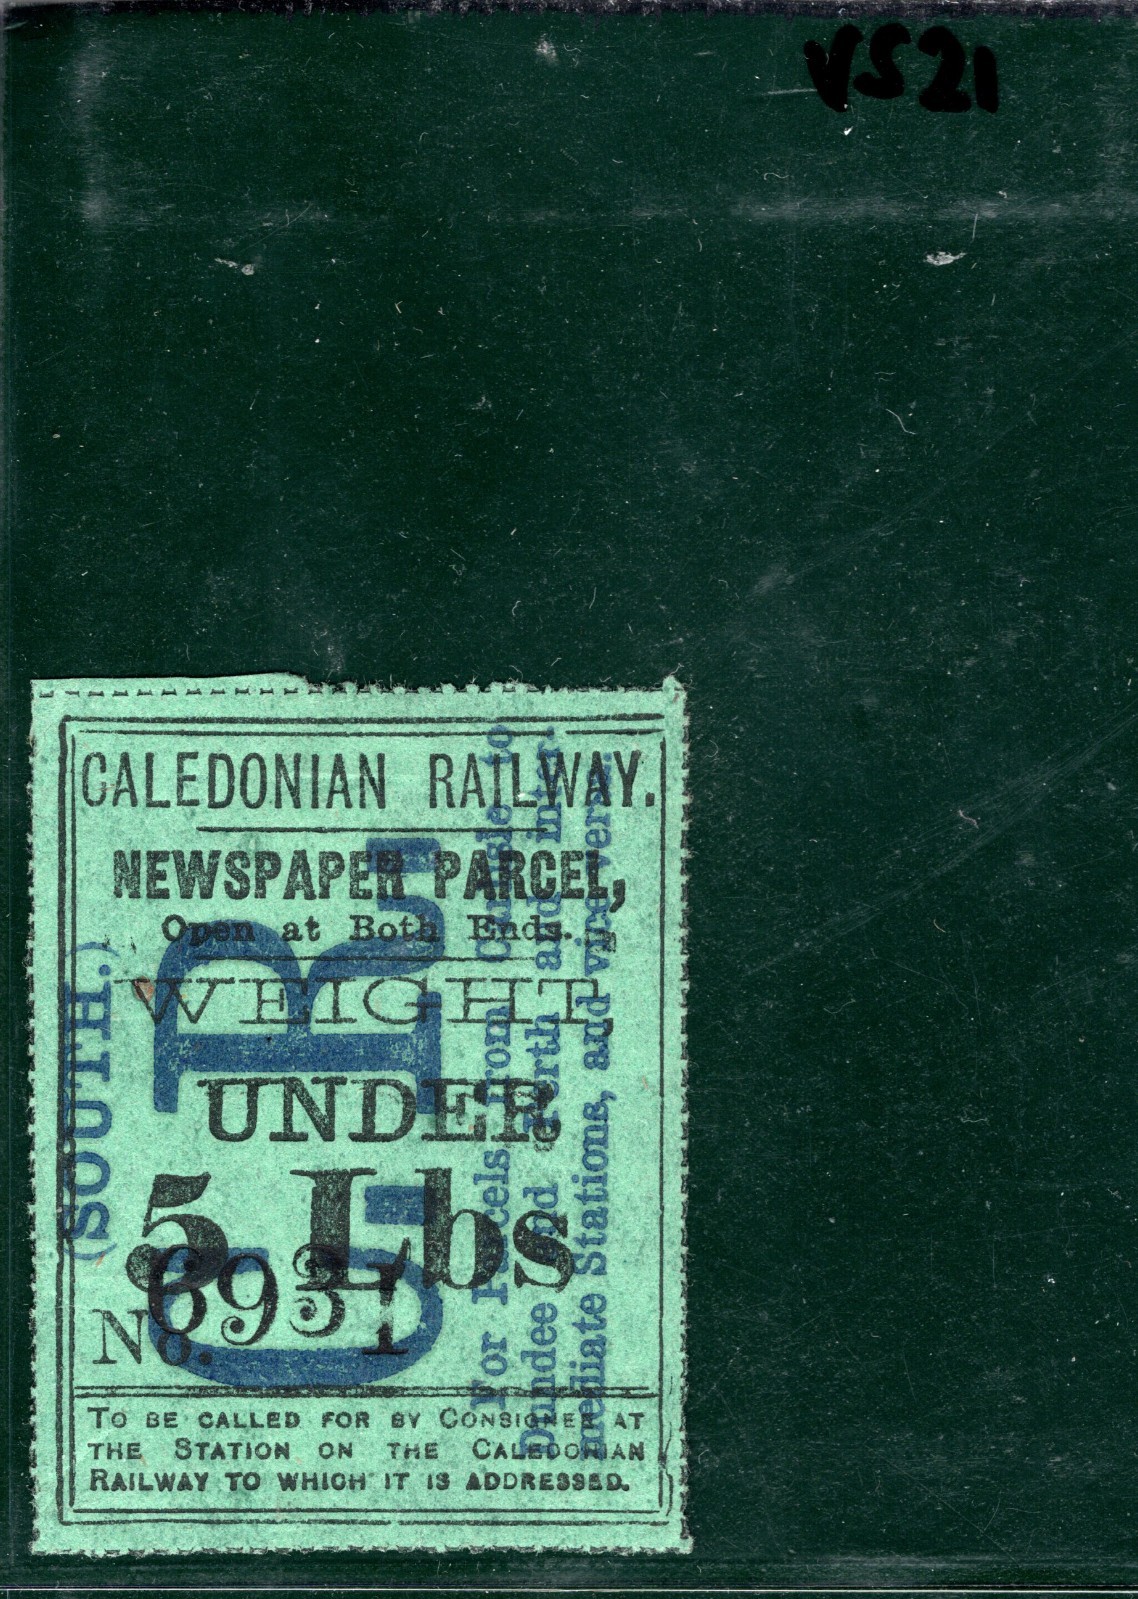 VS21
CALEDONIAN RAILWAY.
NEWSPAPER PARCEL,
Open at Both Ends.
WEIGHT,
UNDER
5 Lbs
No. 6931
TO BE CALLED FOR BY CONSIGNEE AT
THE STATION ON THE CALEDONIAN
RAILWAY TO WHICH IT IS ADDRESSED.
(SOUTH.)
C. R.
For Parcels from Carlisle to
Dundee and Perth and inter-
mediate Stations, and vice versa.